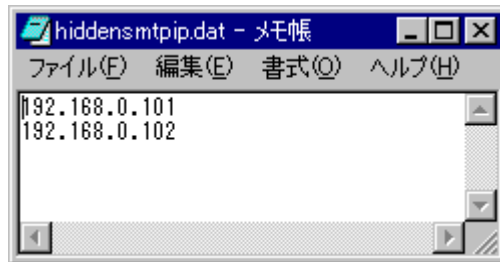 hiddensmtpip.dat - メモ帳
ファイル(F) 編集(E) 書式(O) ヘルプ(H)
192.168.0.101
192.168.0.102